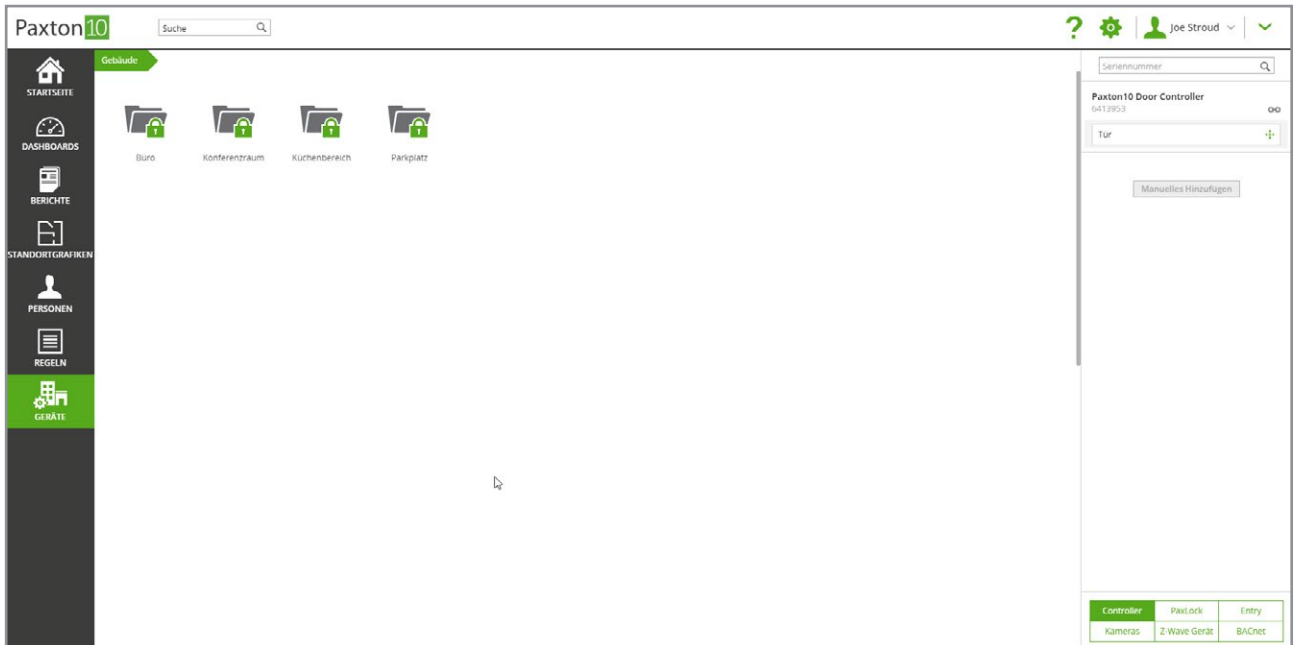 Paxton10
Suche
Joe Stroud
STARTSEITE
DASHBOARDS
BERICHTE
STANDORTGRAFIKEN
PERSONEN
REGELN
GERÄTE
Gebäude
Büro
Konferenzraum
Küchenbereich
Parkplatz
Seriennummer
Paxton10 Door Controller
6413953
Tür
Manuelles Hinzufügen
Controller PaxLock Entry
Kameras Z-Wave Gerät BACnet